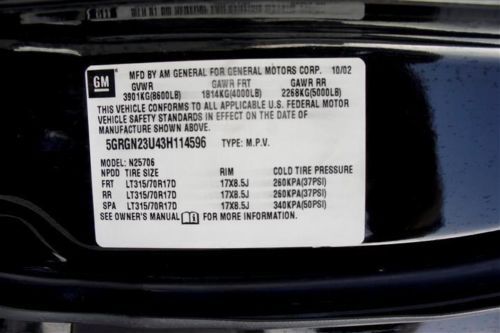 GM
MFD BY AM GENERAL FOR GENERAL MOTORS CORP. 10/02
GVWR GAWR FRT GAWR RR
3901KG(8600LB) 1814KG(4000LB) 2268KG(5000LB)
THIS VEHICLE CONFORMS TO ALL APPLICABLE U.S. FEDERAL MOTOR
VEHICLE SAFETY STANDARDS IN EFFECT ON THE DATE OF
MANUFACTURE SHOWN ABOVE.
5GRGN23U43H114596 TYPE: M.P.V.
MODEL: N25706
NPDD TIRE SIZE RIM COLD TIRE PRESSURE
FRT LT315/70R17D 17X8.5J 260KPA(37PSI)
RR LT315/70R17D 17X8.5J 260KPA(37PSI)
SPA LT315/70R17D 17X8.5J 340KPA(50PSI)
SEE OWNER'S MANUAL FOR MORE INFORMATION.